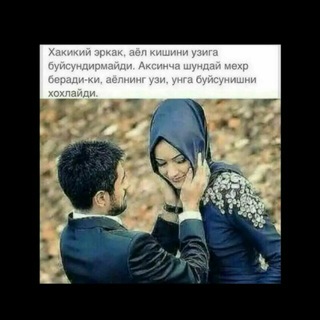 Хакикий эркак, аёл кишини узига
буйсундирмайди. Аксинча шундай мехр
беради-ки, аёлнинг узи, унга буйсунишни
хохлайди.